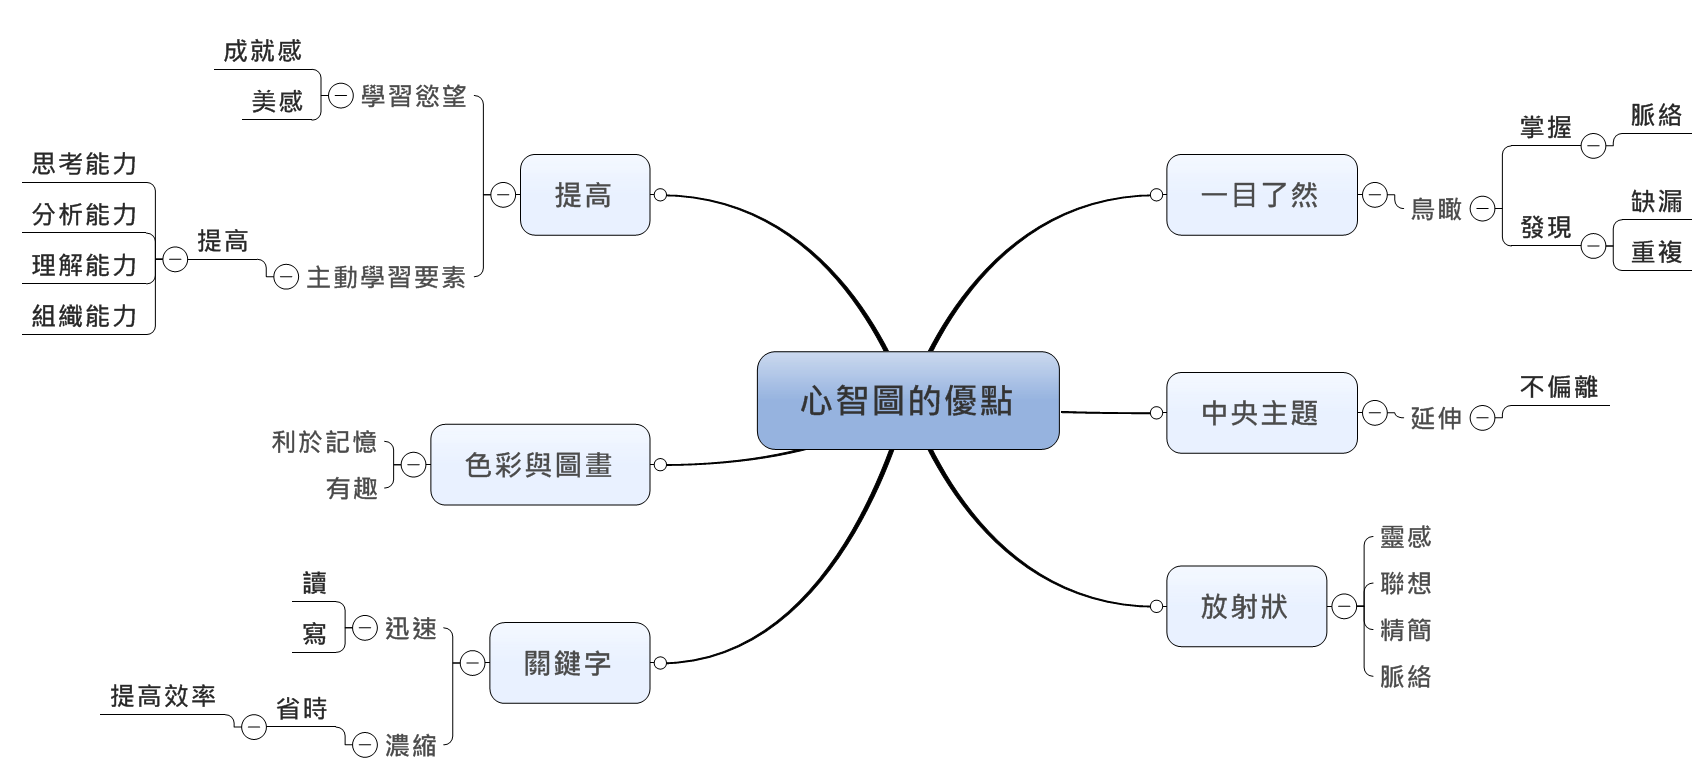 心智圖的優點
一目了然
鳥瞰
掌握
脈絡
發現
缺漏
重複
中央主題
延伸
不偏離
放射狀
靈感
聯想
精簡
脈絡
提高
學習慾望
成就感
美感
主動學習要素
提高
思考能力
分析能力
理解能力
組織能力
色彩與圖畫
利於記憶
有趣
關鍵字
迅速
讀
寫
濃縮
省時
提高效率